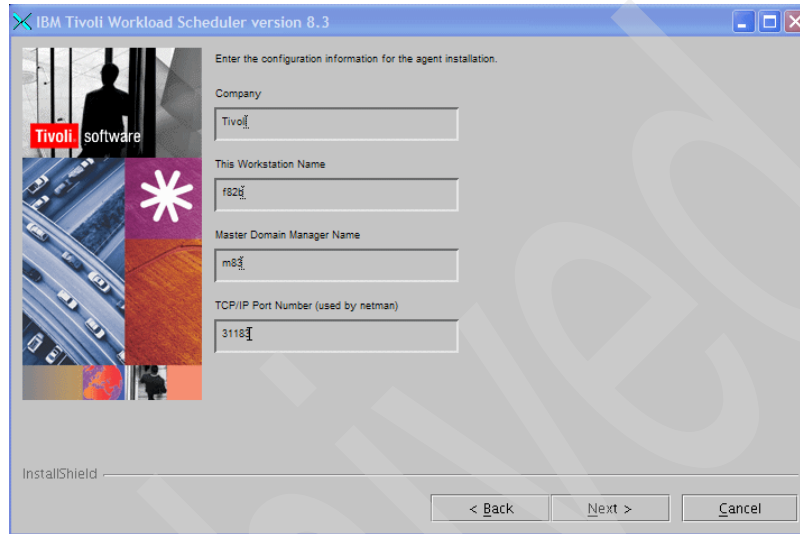 IBM Tivoli Workload Scheduler version 8.3
Enter the configuration information for the agent installation.
Company
Tivoli
This Workstation Name
f82b
Master Domain Manager Name
m83
TCP/IP Port Number (used by netman)
31183
Tivoli. software
InstallShield
< Back
Next >
Cancel